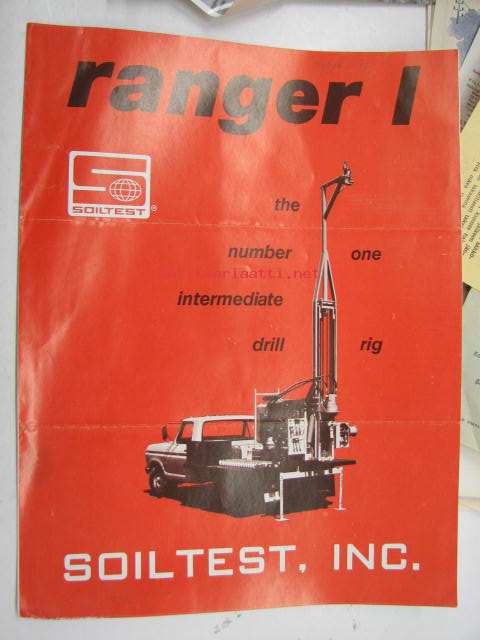 ranger I
SOILTEST®
the
number one
intermediate
drill rig
SOILTEST, INC.